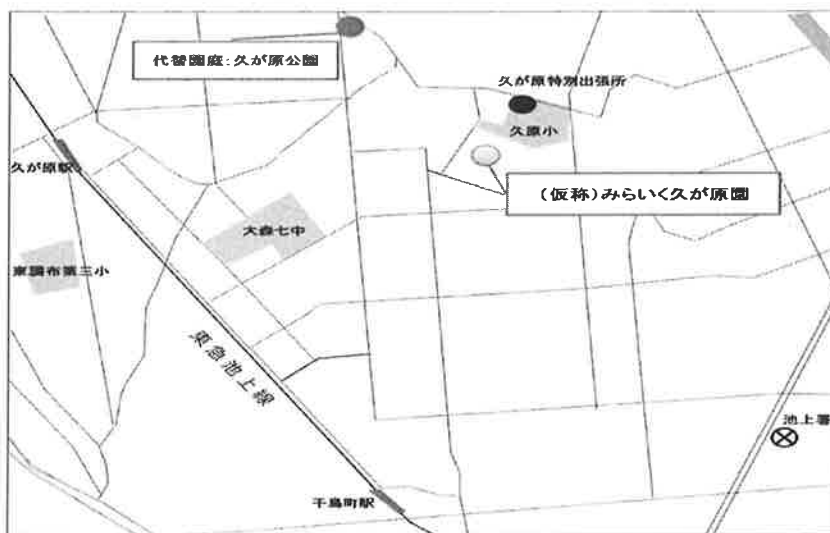 代替園庭：久が原公園
久が原特別出張所
久原小
久が原駅
(仮称)みらいく久が原園
大森七中
東調布第三小
東急池上線
池上署
千鳥町駅